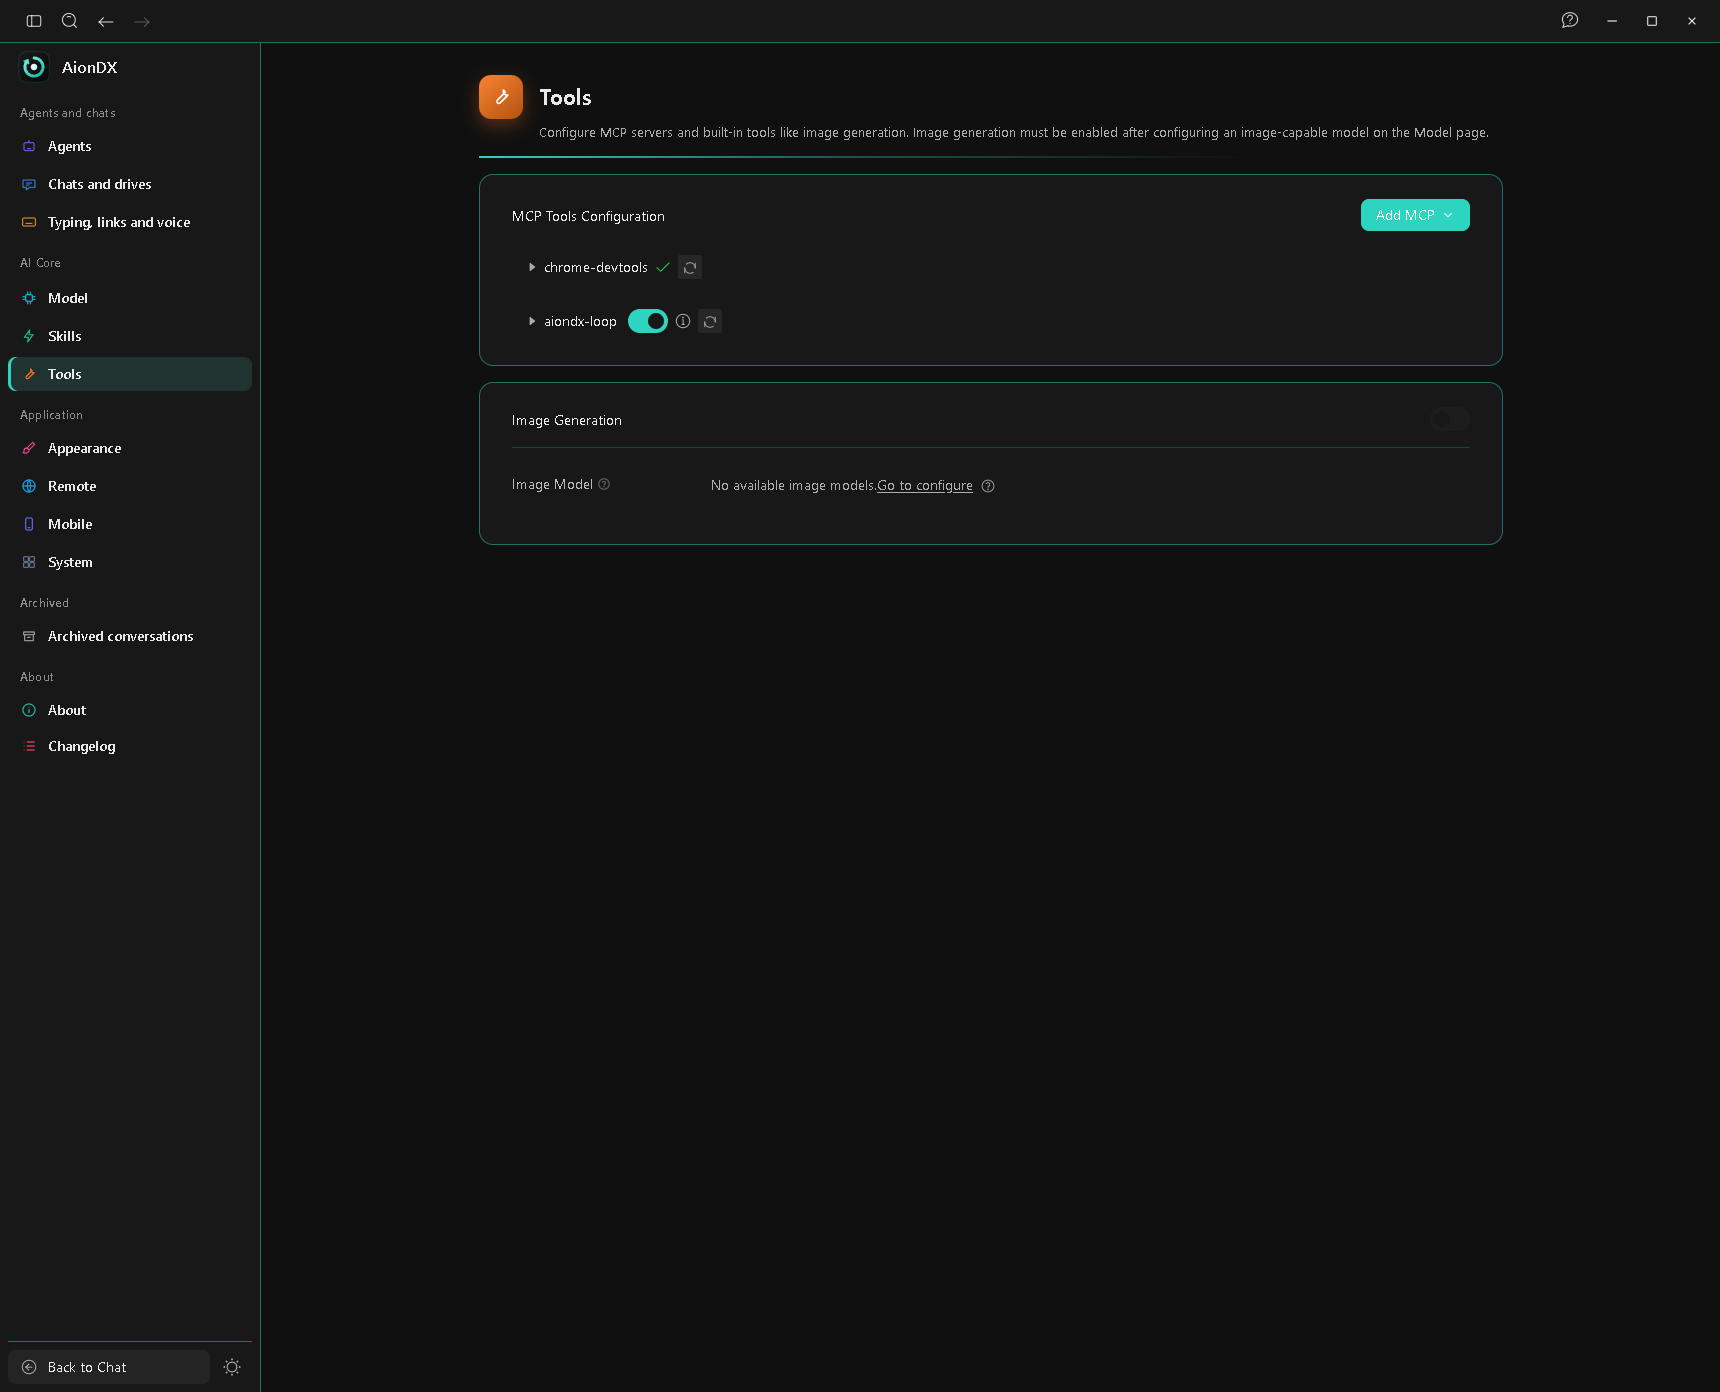 AionDX
Agents and chats
Agents
Chats and drives
Typing, links and voice
AI Core
Model
Skills
Tools
Application
Appearance
Remote
Mobile
System
Archived
Archived conversations
About
About
Changelog
Back to Chat
Tools
Configure MCP servers and built-in tools like image generation. Image generation must be enabled after configuring an image-capable model on the Model page.
MCP Tools Configuration
Add MCP
chrome-devtools
aiondx-loop
Image Generation
Image Model
No available image models.Go to configure